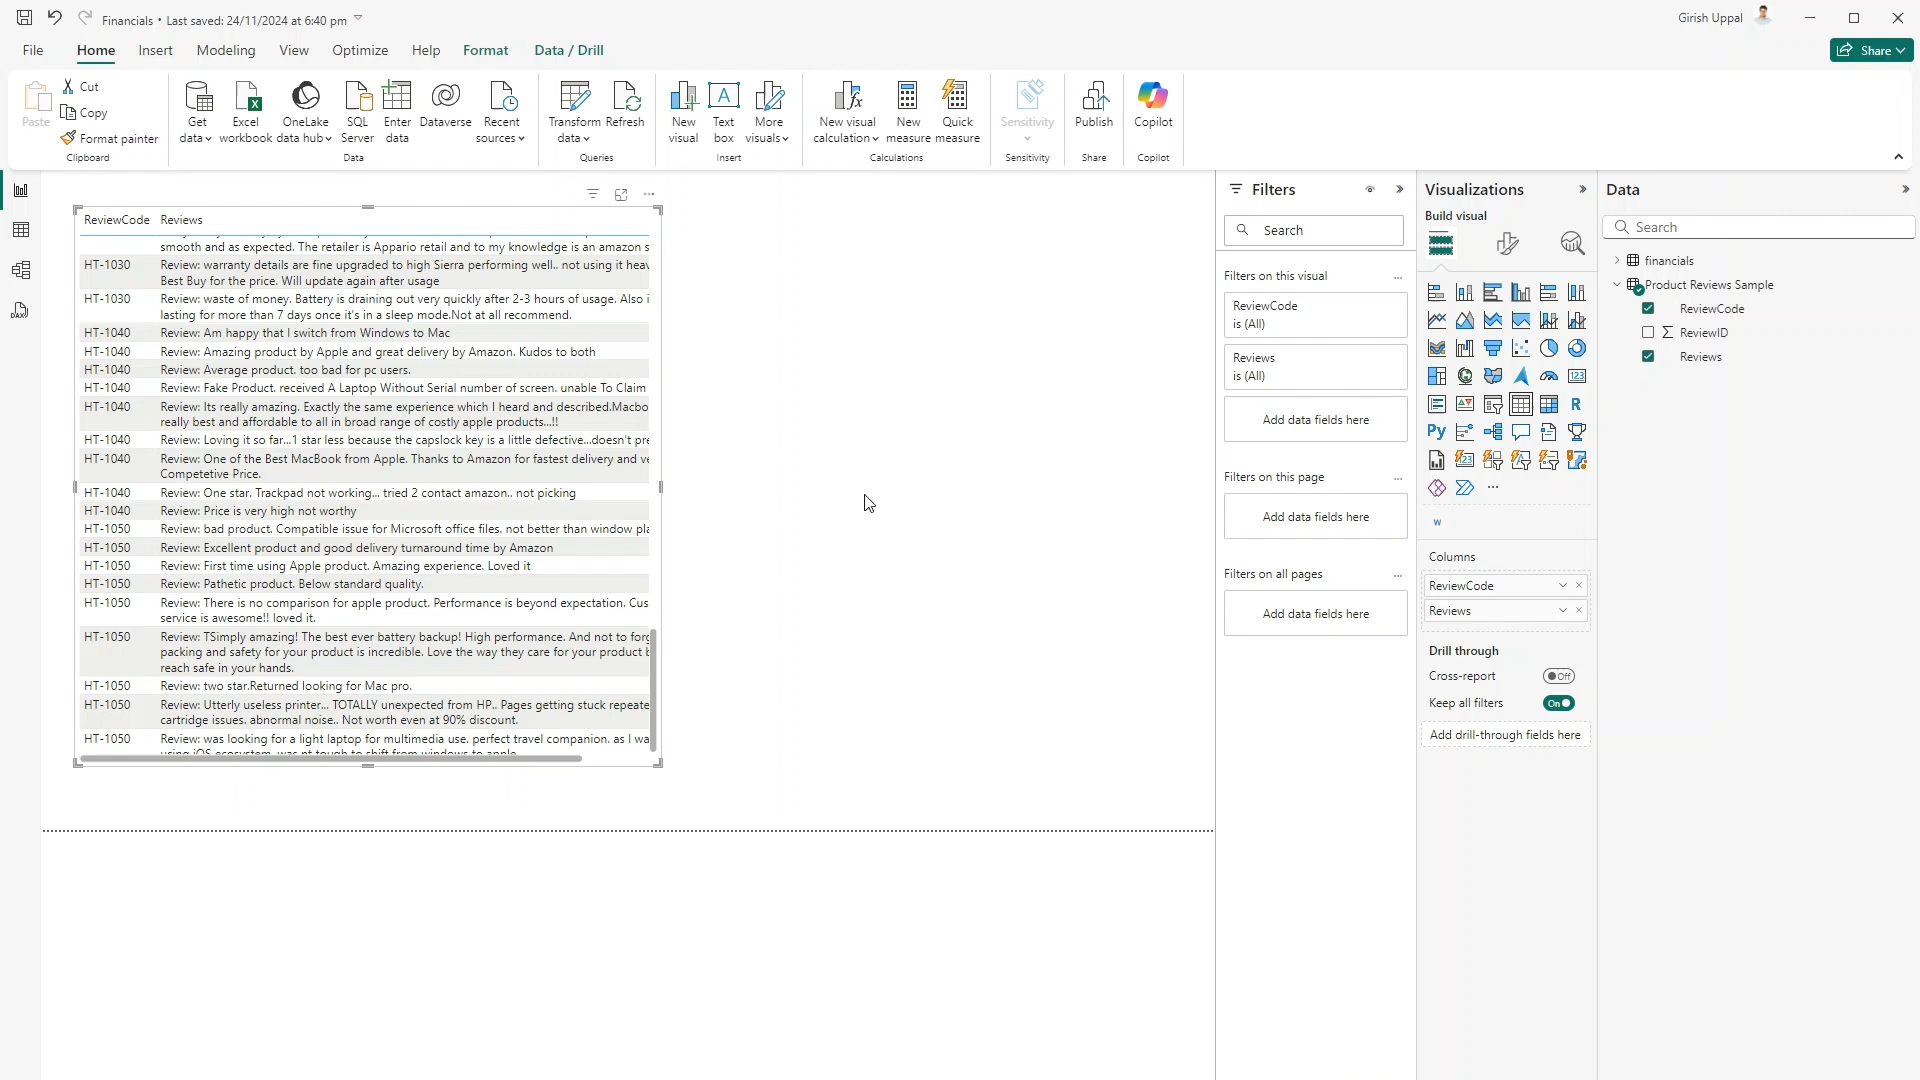 Financials • Last saved: 24/11/2024 at 6:40 pm
Girish Uppal
File Home Insert Modeling View Optimize Help Format Data / Drill
Share
Paste
Cut
Copy
Format painter
Clipboard
Get data
Excel workbook
OneLake data hub
SQL Server
Enter data
Dataverse
Recent sources
Data
Transform data
Refresh
Queries
New visual
Text box
More visuals
Insert
New visual calculation
New measure
Quick measure
Calculations
Sensitivity
Sensitivity
Publish
Share
Copilot
Copilot
ReviewCode Reviews
smooth and as expected. The retailer is Appario retail and to my knowledge is an amazon s
HT-1030 Review: warranty details are fine upgraded to high Sierra performing well.. not using it heav
Best Buy for the price. Will update again after usage
HT-1030 Review: waste of money. Battery is draining out very quickly after 2-3 hours of usage. Also i
lasting for more than 7 days once it's in a sleep mode.Not at all recommend.
HT-1040 Review: Am happy that I switch from Windows to Mac
HT-1040 Review: Amazing product by Apple and great delivery by Amazon. Kudos to both
HT-1040 Review: Average product. too bad for pc users.
HT-1040 Review: Fake Product. received A Laptop Without Serial number of screen. unable To Claim
HT-1040 Review: Its really amazing. Exactly the same experience which I heard and described.Macbo
really best and affordable to all in broad range of costly apple products...!!
HT-1040 Review: Loving it so far...1 star less because the capslock key is a little defective...doesn't pre
HT-1040 Review: One of the Best MacBook from Apple. Thanks to Amazon for fastest delivery and ve
Competetive Price.
HT-1040 Review: One star. Trackpad not working... tried 2 contact amazon.. not picking
HT-1040 Review: Price is very high not worthy
HT-1050 Review: bad product. Compatible issue for Microsoft office files. not better than window pla
HT-1050 Review: Excellent product and good delivery turnaround time by Amazon
HT-1050 Review: First time using Apple product. Amazing experience. Loved it
HT-1050 Review: Pathetic product. Below standard quality.
HT-1050 Review: There is no comparison for apple product. Performance is beyond expectation. Cus
service is awesome!! loved it.
HT-1050 Review: TSimply amazing! The best ever battery backup! High performance. And not to forg
packing and safety for your product is incredible. Love the way they care for your product b
reach safe in your hands.
HT-1050 Review: two star.Returned looking for Mac pro.
HT-1050 Review: Utterly useless printer... TOTALLY unexpected from HP.. Pages getting stuck repeate
cartridge issues. abnormal noise.. Not worth even at 90% discount.
HT-1050 Review: was looking for a light laptop for multimedia use. perfect travel companion. as I wa
using iOS ecosystem, was nt tough to shift from windows to apple
Filters
Search
Filters on this visual ...
ReviewCode
is (All)
Reviews
is (All)
Add data fields here
Filters on this page ...
Add data fields here
Filters on all pages ...
Add data fields here
Visualizations
Build visual
123
R
Py
...
W
Columns
ReviewCode
Reviews
Drill through
Cross-report Off
Keep all filters On
Add drill-through fields here
Data
Search
financials
Product Reviews Sample
ReviewCode
∑ ReviewID
Reviews
DAX